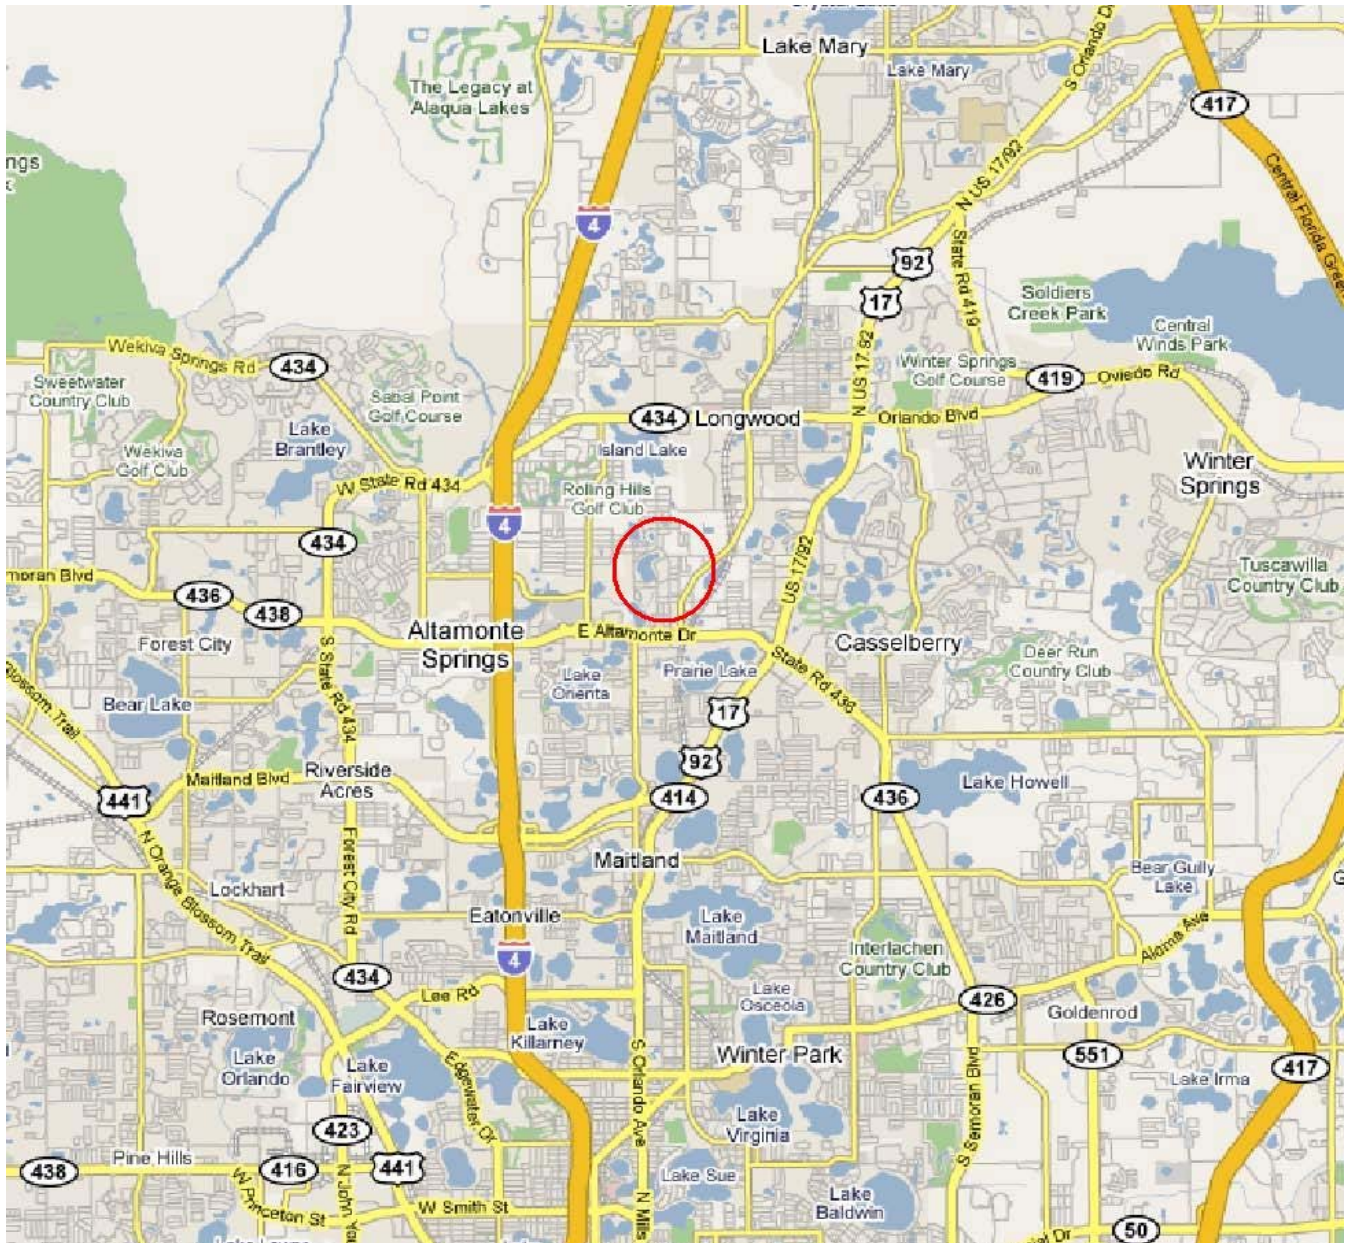 Lake Mary
The Legacy at
Alaqua Lakes
Lake Mary
S Orlando Dr
417
ngs
Central Florida Gree
N US 17/92
4
92
State Rd 419
17
Soldiers
Creek Park
Central
Winds Park
Wekiva Springs Rd
434
Winter Springs
Golf Course
419
Oviedo Rd
Sweetwater
Country Club
Sabal Point
Golf Course
N US 17 92
434
Longwood
Orlando Blvd
Lake
Brantley
Wekiva
Golf Club
Island Lake
Winter
Springs
W State Rd 434
Rolling Hills
Golf Club
4
434
US 17/92
moran Blvd
Tuscawilla
Country Club
436
438
Forest City
Altamonte
Springs
E Altamonte Dr
Casselberry
S State Rd 434
Lake
Orienta
Prairie Lake
State Rd 436
Deer Run
Country Club
Blossom Trail
Bear Lake
17
92
Maitland Blvd
Riverside
Acres
Lake Howell
441
414
436
N Orange Blossom Trail
Forest City Rd
Maitland
Bear Gully
Lake
Lockhart
G
Eatonville
Lake
Maitland
Aloma Ave
Interlachen
Country Club
4
434
Lee Rd
Lake
Osceola
426
Rosemont
Goldenrod
Lake
Killarney
Lake
Orlando
Lake
Fairview
Edgewater Dr
S Orlando Ave
Winter Park
551
417
Lake Irma
S Semoran Blvd
423
Lake
Virginia
438
Pine Hills
416
441
Lake Sue
W Princeton St
N John You
W Smith St
N Mills
Lake
Baldwin
50
ial Dr